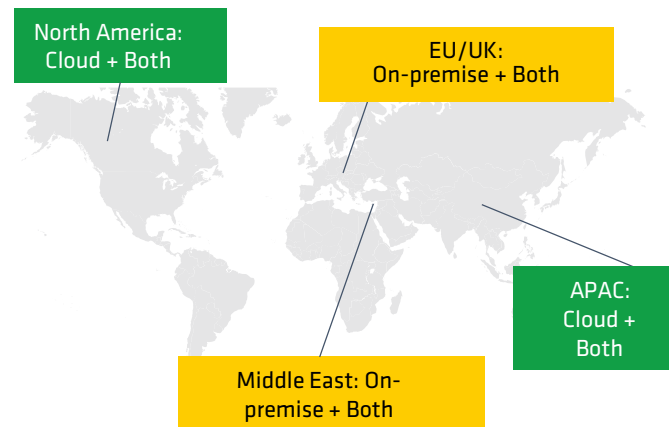 North America:
Cloud + Both
EU/UK:
On-premise + Both
APAC:
Cloud +
Both
Middle East: On-
premise + Both